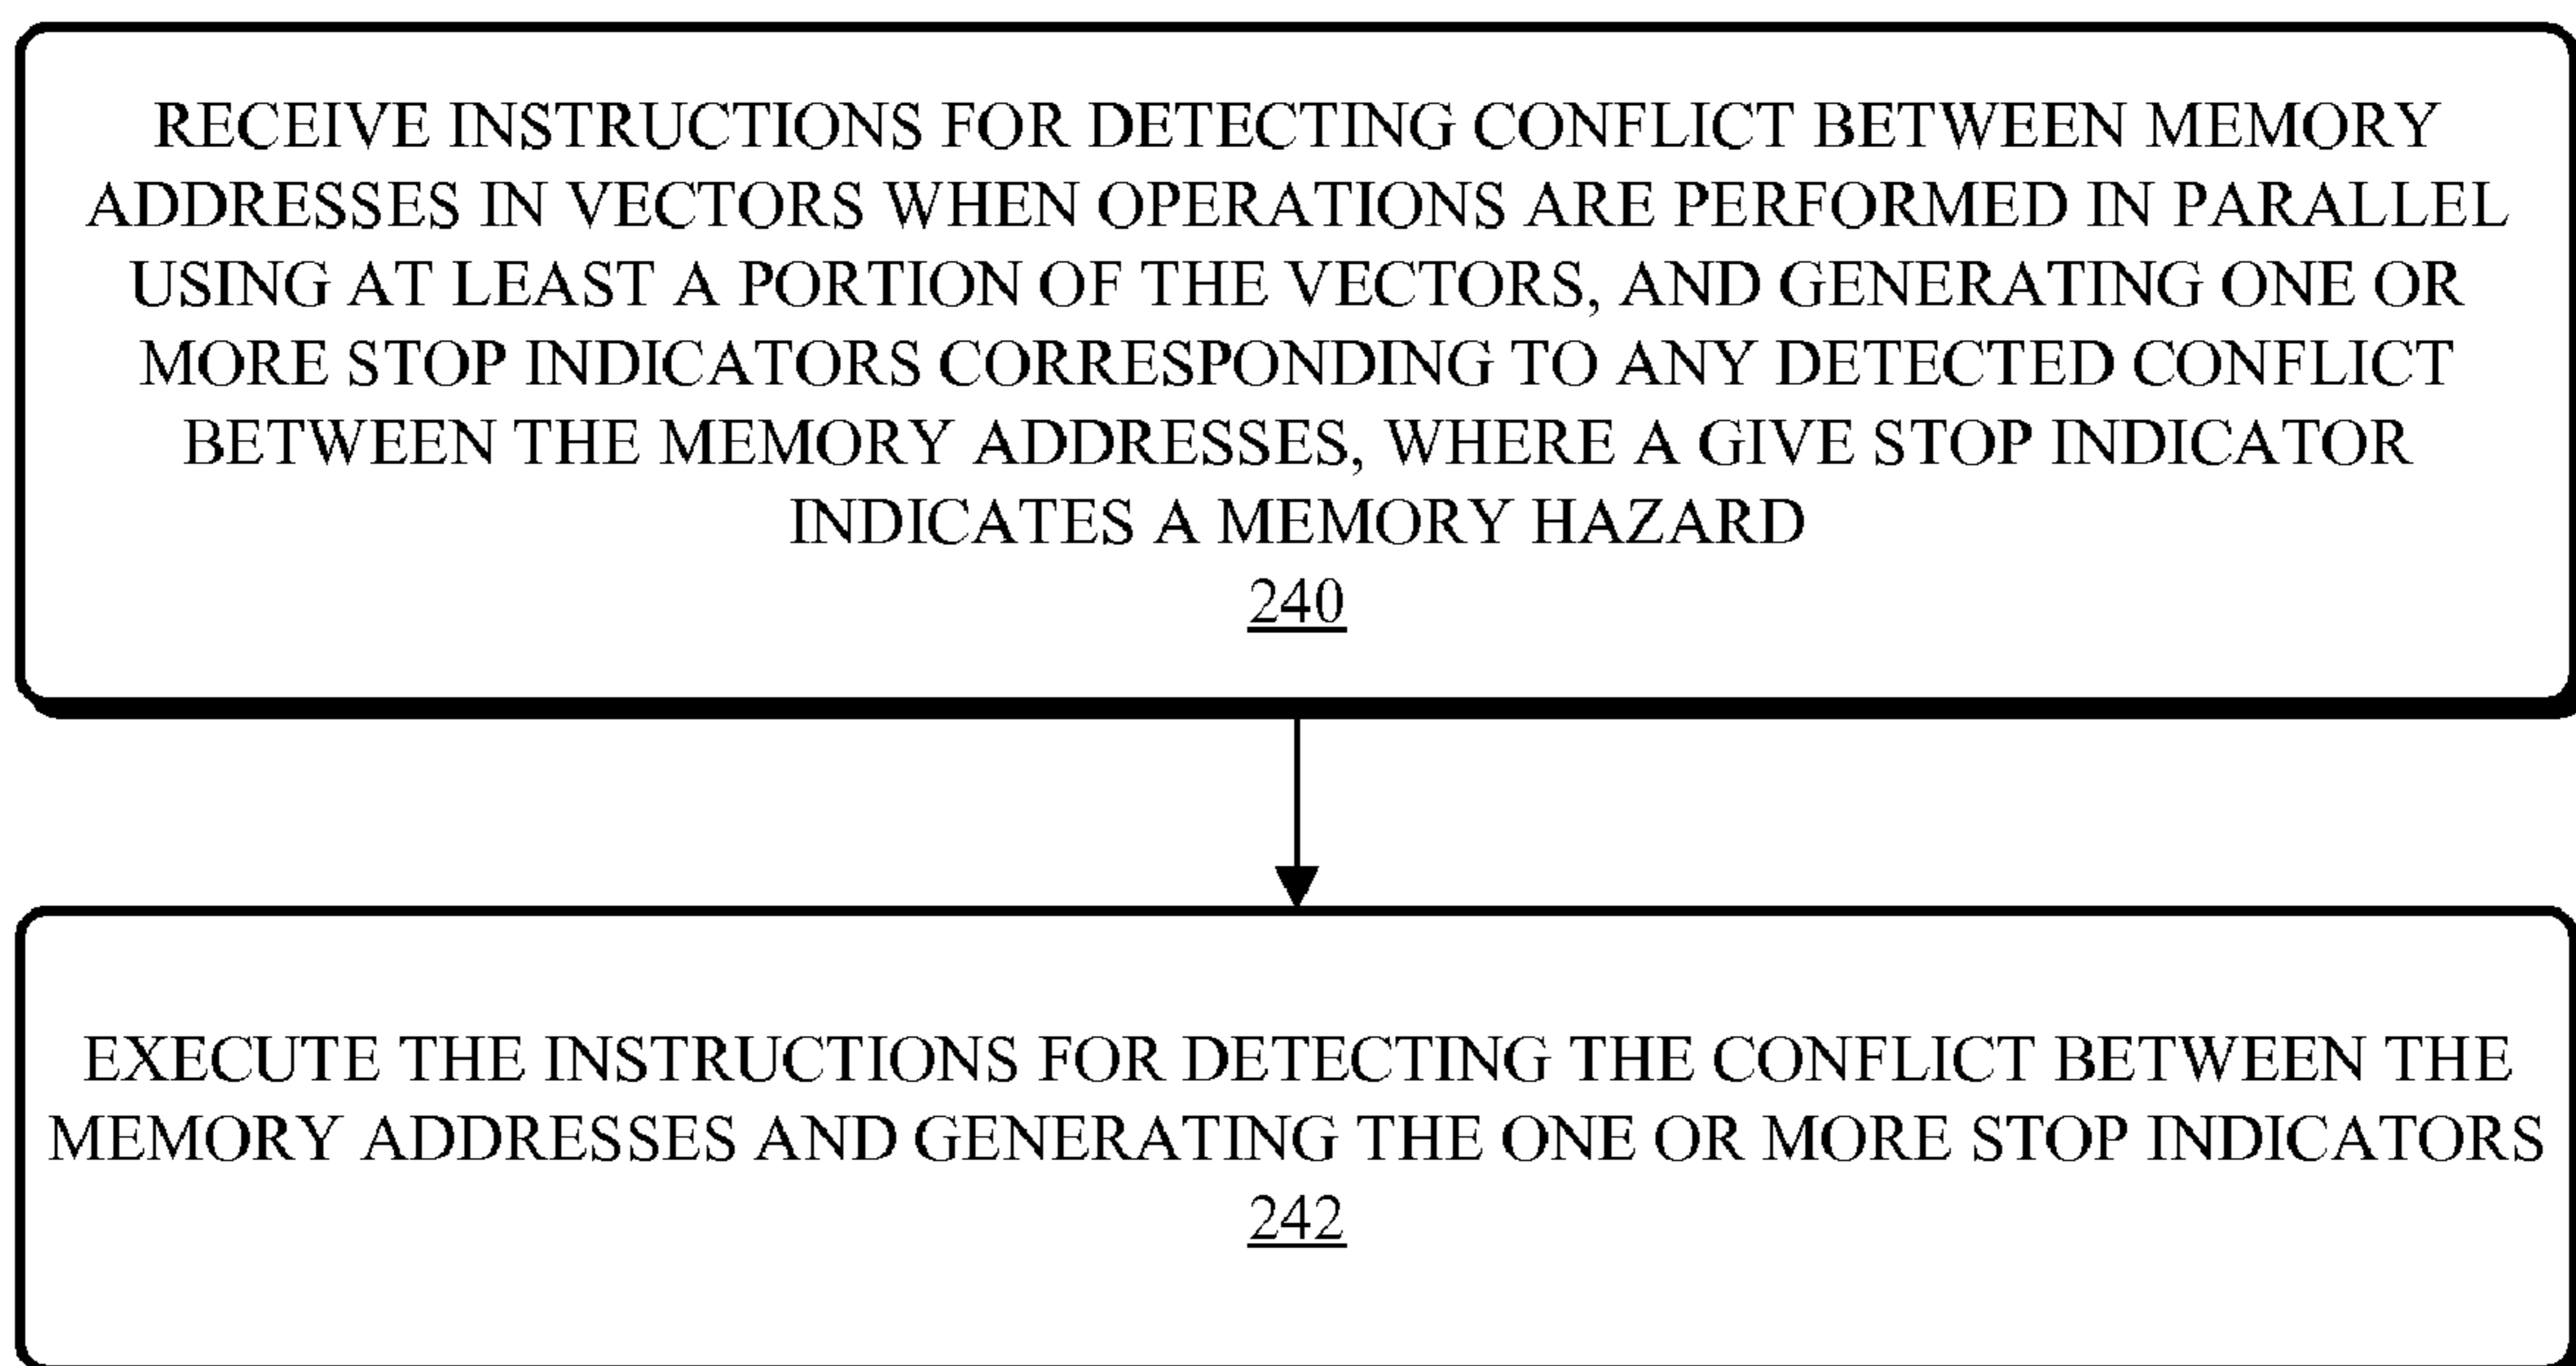 RECEIVE INSTRUCTIONS FOR DETECTING CONFLICT BETWEEN MEMORY
ADDRESSES IN VECTORS WHEN OPERATIONS ARE PERFORMED IN PARALLEL
USING AT LEAST A PORTION OF THE VECTORS, AND GENERATING ONE OR
MORE STOP INDICATORS CORRESPONDING TO ANY DETECTED CONFLICT
BETWEEN THE MEMORY ADDRESSES, WHERE A GIVE STOP INDICATOR
INDICATES A MEMORY HAZARD
240
EXECUTE THE INSTRUCTIONS FOR DETECTING THE CONFLICT BETWEEN THE
MEMORY ADDRESSES AND GENERATING THE ONE OR MORE STOP INDICATORS
242